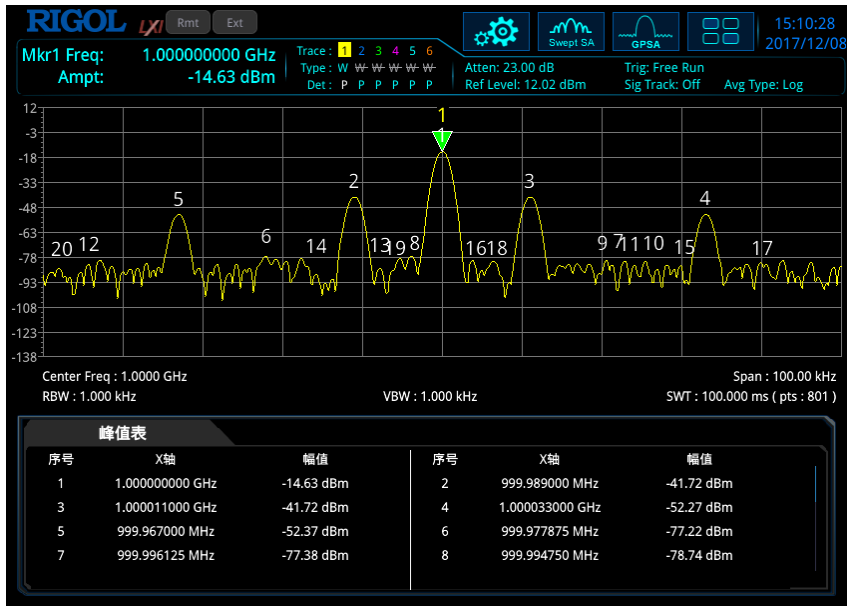 RIGOL LXI Rmt Ext
Swept SA GPSA
15:10:28
2017/12/08
Mkr1 Freq: 1.000000000 GHz
Ampt: -14.63 dBm
Trace : 1 2 3 4 5 6
Type : W W W W W W
Det : P P P P P P
Atten: 23.00 dB Trig: Free Run
Ref Level: 12.02 dBm Sig Track: Off Avg Type: Log
12
-3
-18
-33
-48
-63
-78
-93
-108
-123
-138
1
1
2 3
5 4
20 12 6 14 13 19 8 16 18 9 7 11 10 15 17
Center Freq : 1.0000 GHz Span : 100.00 kHz
RBW : 1.000 kHz VBW : 1.000 kHz SWT : 100.000 ms ( pts : 801 )
峰值表
序号 X轴 幅值 序号 X轴 幅值
1 1.000000000 GHz -14.63 dBm 2 999.989000 MHz -41.72 dBm
3 1.000011000 GHz -41.72 dBm 4 1.000033000 GHz -52.27 dBm
5 999.967000 MHz -52.37 dBm 6 999.977875 MHz -77.22 dBm
7 999.996125 MHz -77.38 dBm 8 999.994750 MHz -78.74 dBm